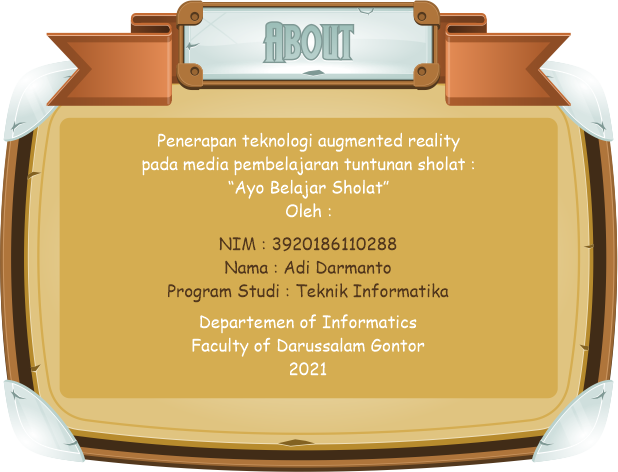 About
Penerapan teknologi augmented reality
pada media pembelajaran tuntunan sholat :
“Ayo Belajar Sholat”
Oleh :
NIM : 3920186110288
Nama : Adi Darmanto
Program Studi : Teknik Informatika
Departemen of Informatics
Faculty of Darussalam Gontor
2021